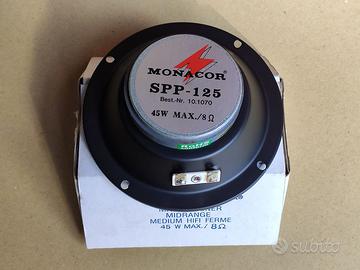 MONACOR
SPP-125
Best.-Nr. 10.1070
45W MAX./8Ω
MIDRANGE
MEDIUM HIFI FERME
45 W MAX./ 8Ω
subito